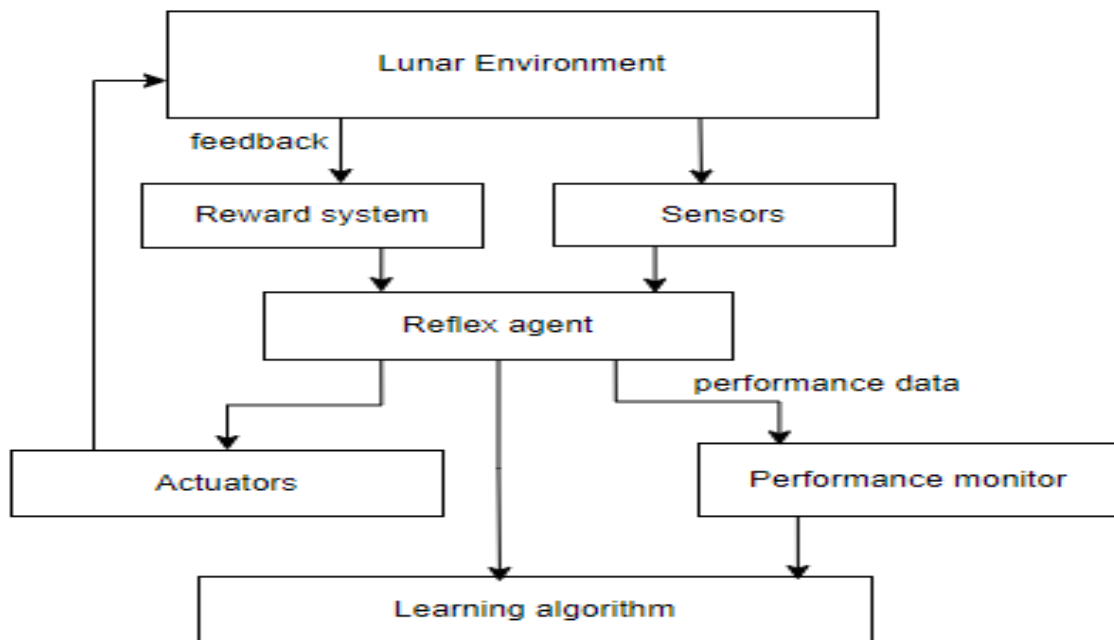 Lunar Environment
feedback
Reward system
Sensors
Reflex agent
performance data
Actuators
Performance monitor
Learning algorithm